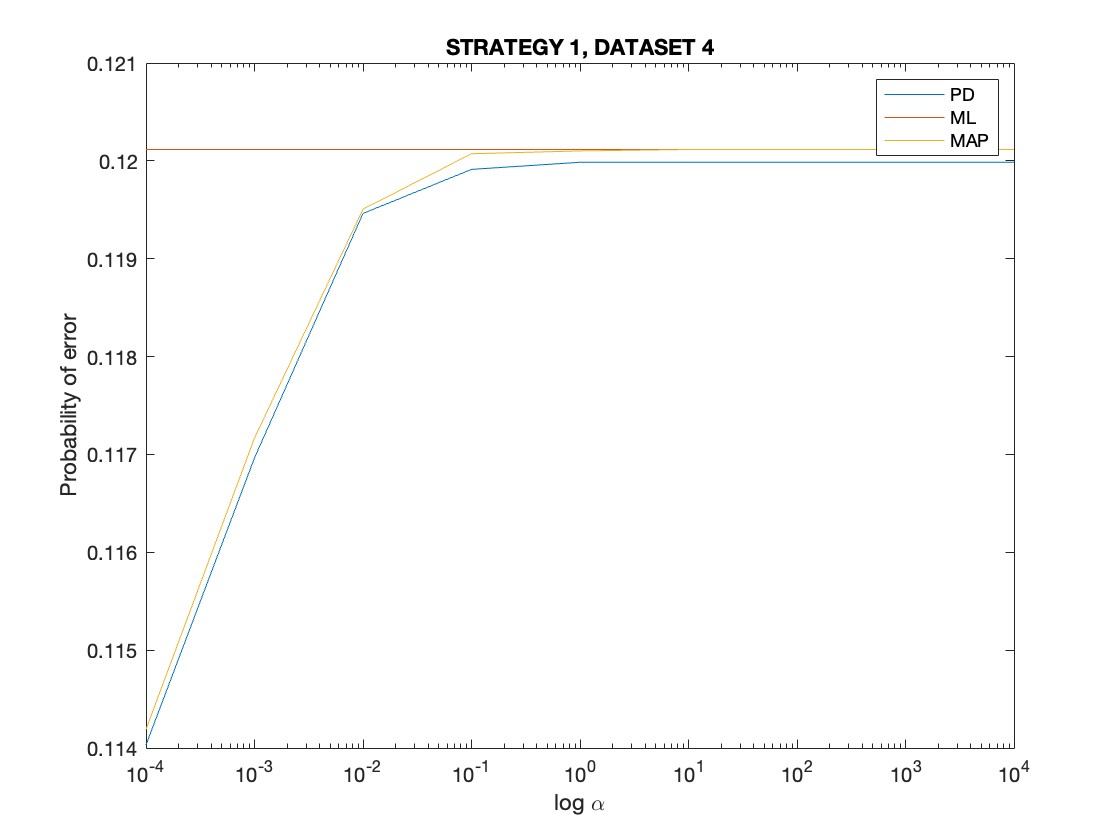 STRATEGY 1, DATASET 4
0.121
0.12
0.119
0.118
0.117
0.116
0.115
0.114
Probability of error
PD
ML
MAP
10^-4 10^-3 10^-2 10^-1 10^0 10^1 10^2 10^3 10^4
log α